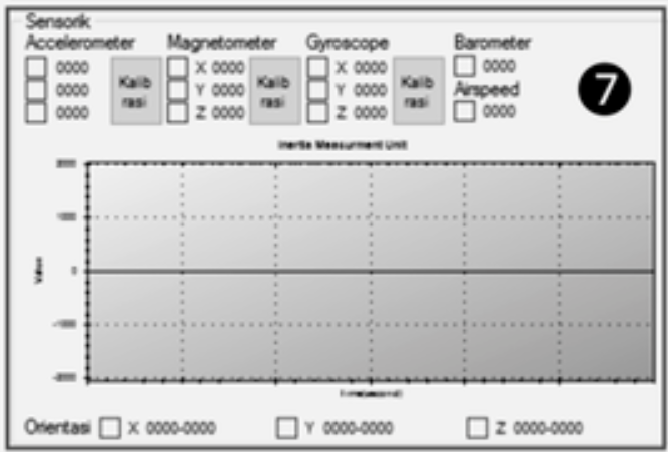 Sensorik
Accelerometer Magnetometer Gyroscope Barometer
0000 X 0000 X 0000 0000
0000 Kalib rasi Y 0000 Kalib rasi Y 0000 Kalib rasi Airspeed
0000 Z 0000 Z 0000 0000
7
Inertia Measurment Unit
2000
1000
0
-1000
-2000
Value
Orientasi X 0000-0000 Y 0000-0000 Z 0000-0000